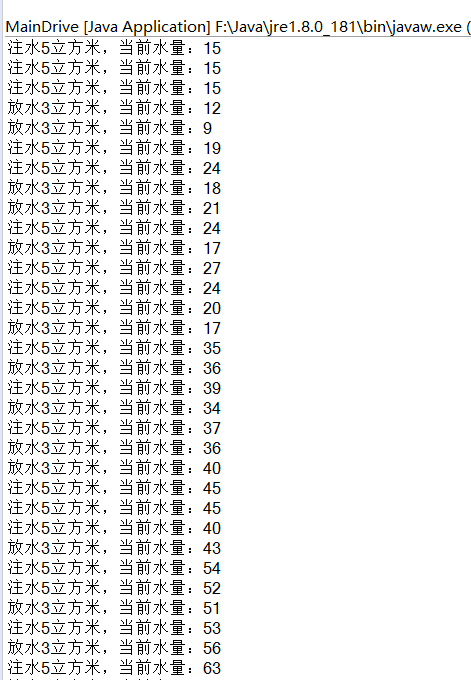 MainDrive [Java Application] F:\Java\jre1.8.0_181\bin\javaw.exe (
注水5立方米，当前水量：15
注水5立方米，当前水量：15
注水5立方米，当前水量：15
放水3立方米，当前水量：12
放水3立方米，当前水量：9
注水5立方米，当前水量：19
注水5立方米，当前水量：24
放水3立方米，当前水量：18
放水3立方米，当前水量：21
注水5立方米，当前水量：24
放水3立方米，当前水量：17
注水5立方米，当前水量：27
注水5立方米，当前水量：24
注水5立方米，当前水量：20
放水3立方米，当前水量：17
注水5立方米，当前水量：35
放水3立方米，当前水量：36
注水5立方米，当前水量：39
放水3立方米，当前水量：34
注水5立方米，当前水量：37
放水3立方米，当前水量：36
放水3立方米，当前水量：40
注水5立方米，当前水量：45
注水5立方米，当前水量：45
注水5立方米，当前水量：40
放水3立方米，当前水量：43
注水5立方米，当前水量：54
注水5立方米，当前水量：52
放水3立方米，当前水量：51
注水5立方米，当前水量：53
放水3立方米，当前水量：56
注水5立方米，当前水量：63